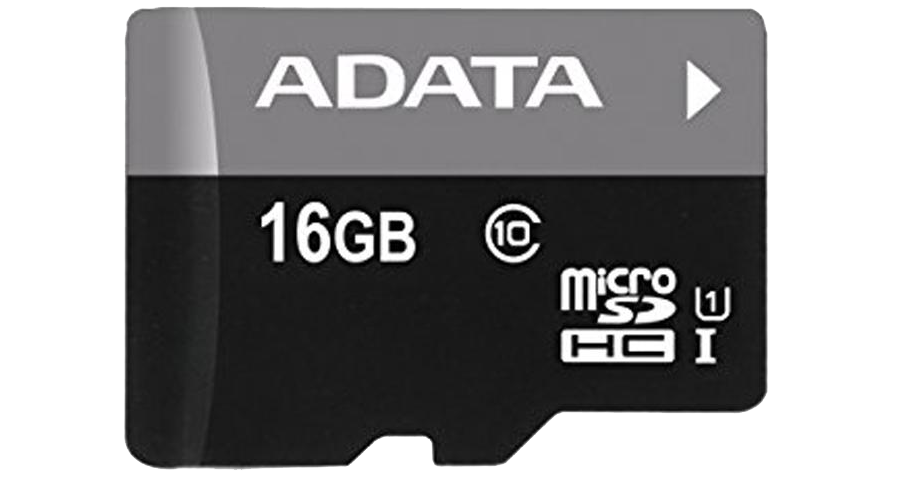 ADATA
16GB
10
micro
SD
HC I
1